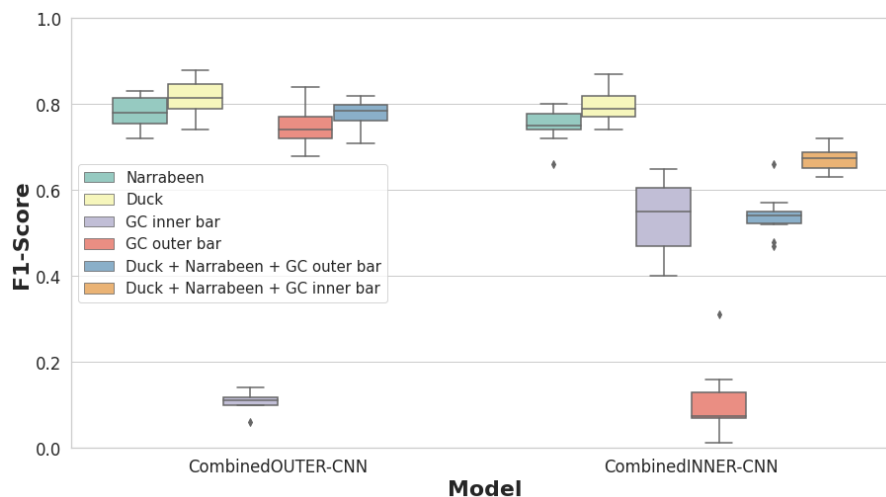 1.0
0.8
0.6
0.4
0.2
0.0
F1-Score
Narrabeen
Duck
GC inner bar
GC outer bar
Duck + Narrabeen + GC outer bar
Duck + Narrabeen + GC inner bar
CombinedOUTER-CNN
CombinedINNER-CNN
Model